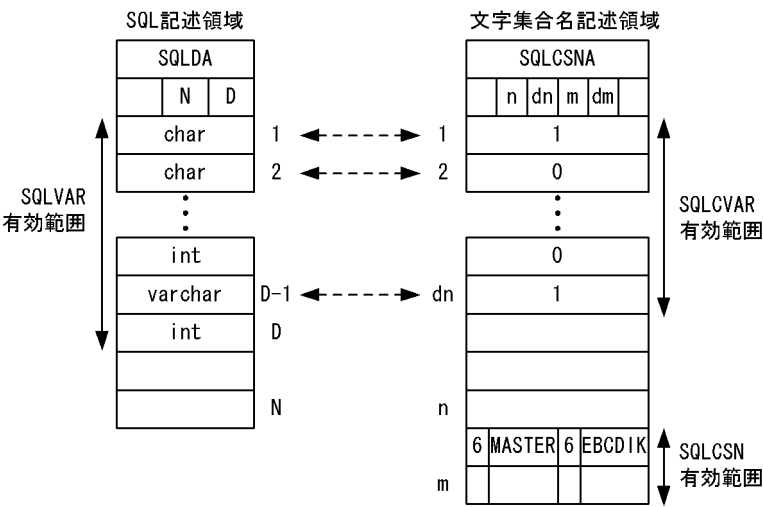 SQL記述領域 文字集合名記述領域
SQLDA SQLCSNA
N D n dn m dm
char 1 1 1
char 2 2 0
SQLVAR
有効範囲
SQLCVAR
有効範囲
int 0
varchar D-1 dn 1
int D
N n
6 MASTER 6 EBCDIK
SQLCSN
有効範囲
m